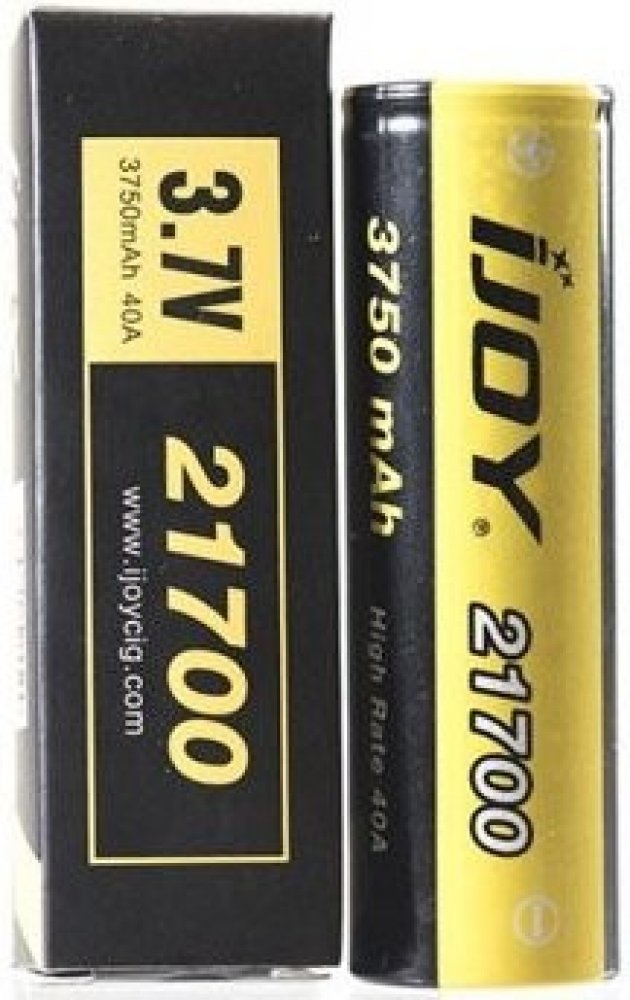 3.7V
3750mAh 40A
21700
www.ijoycig.com
iJOY® 21700
3750 mAh High Rate 40A